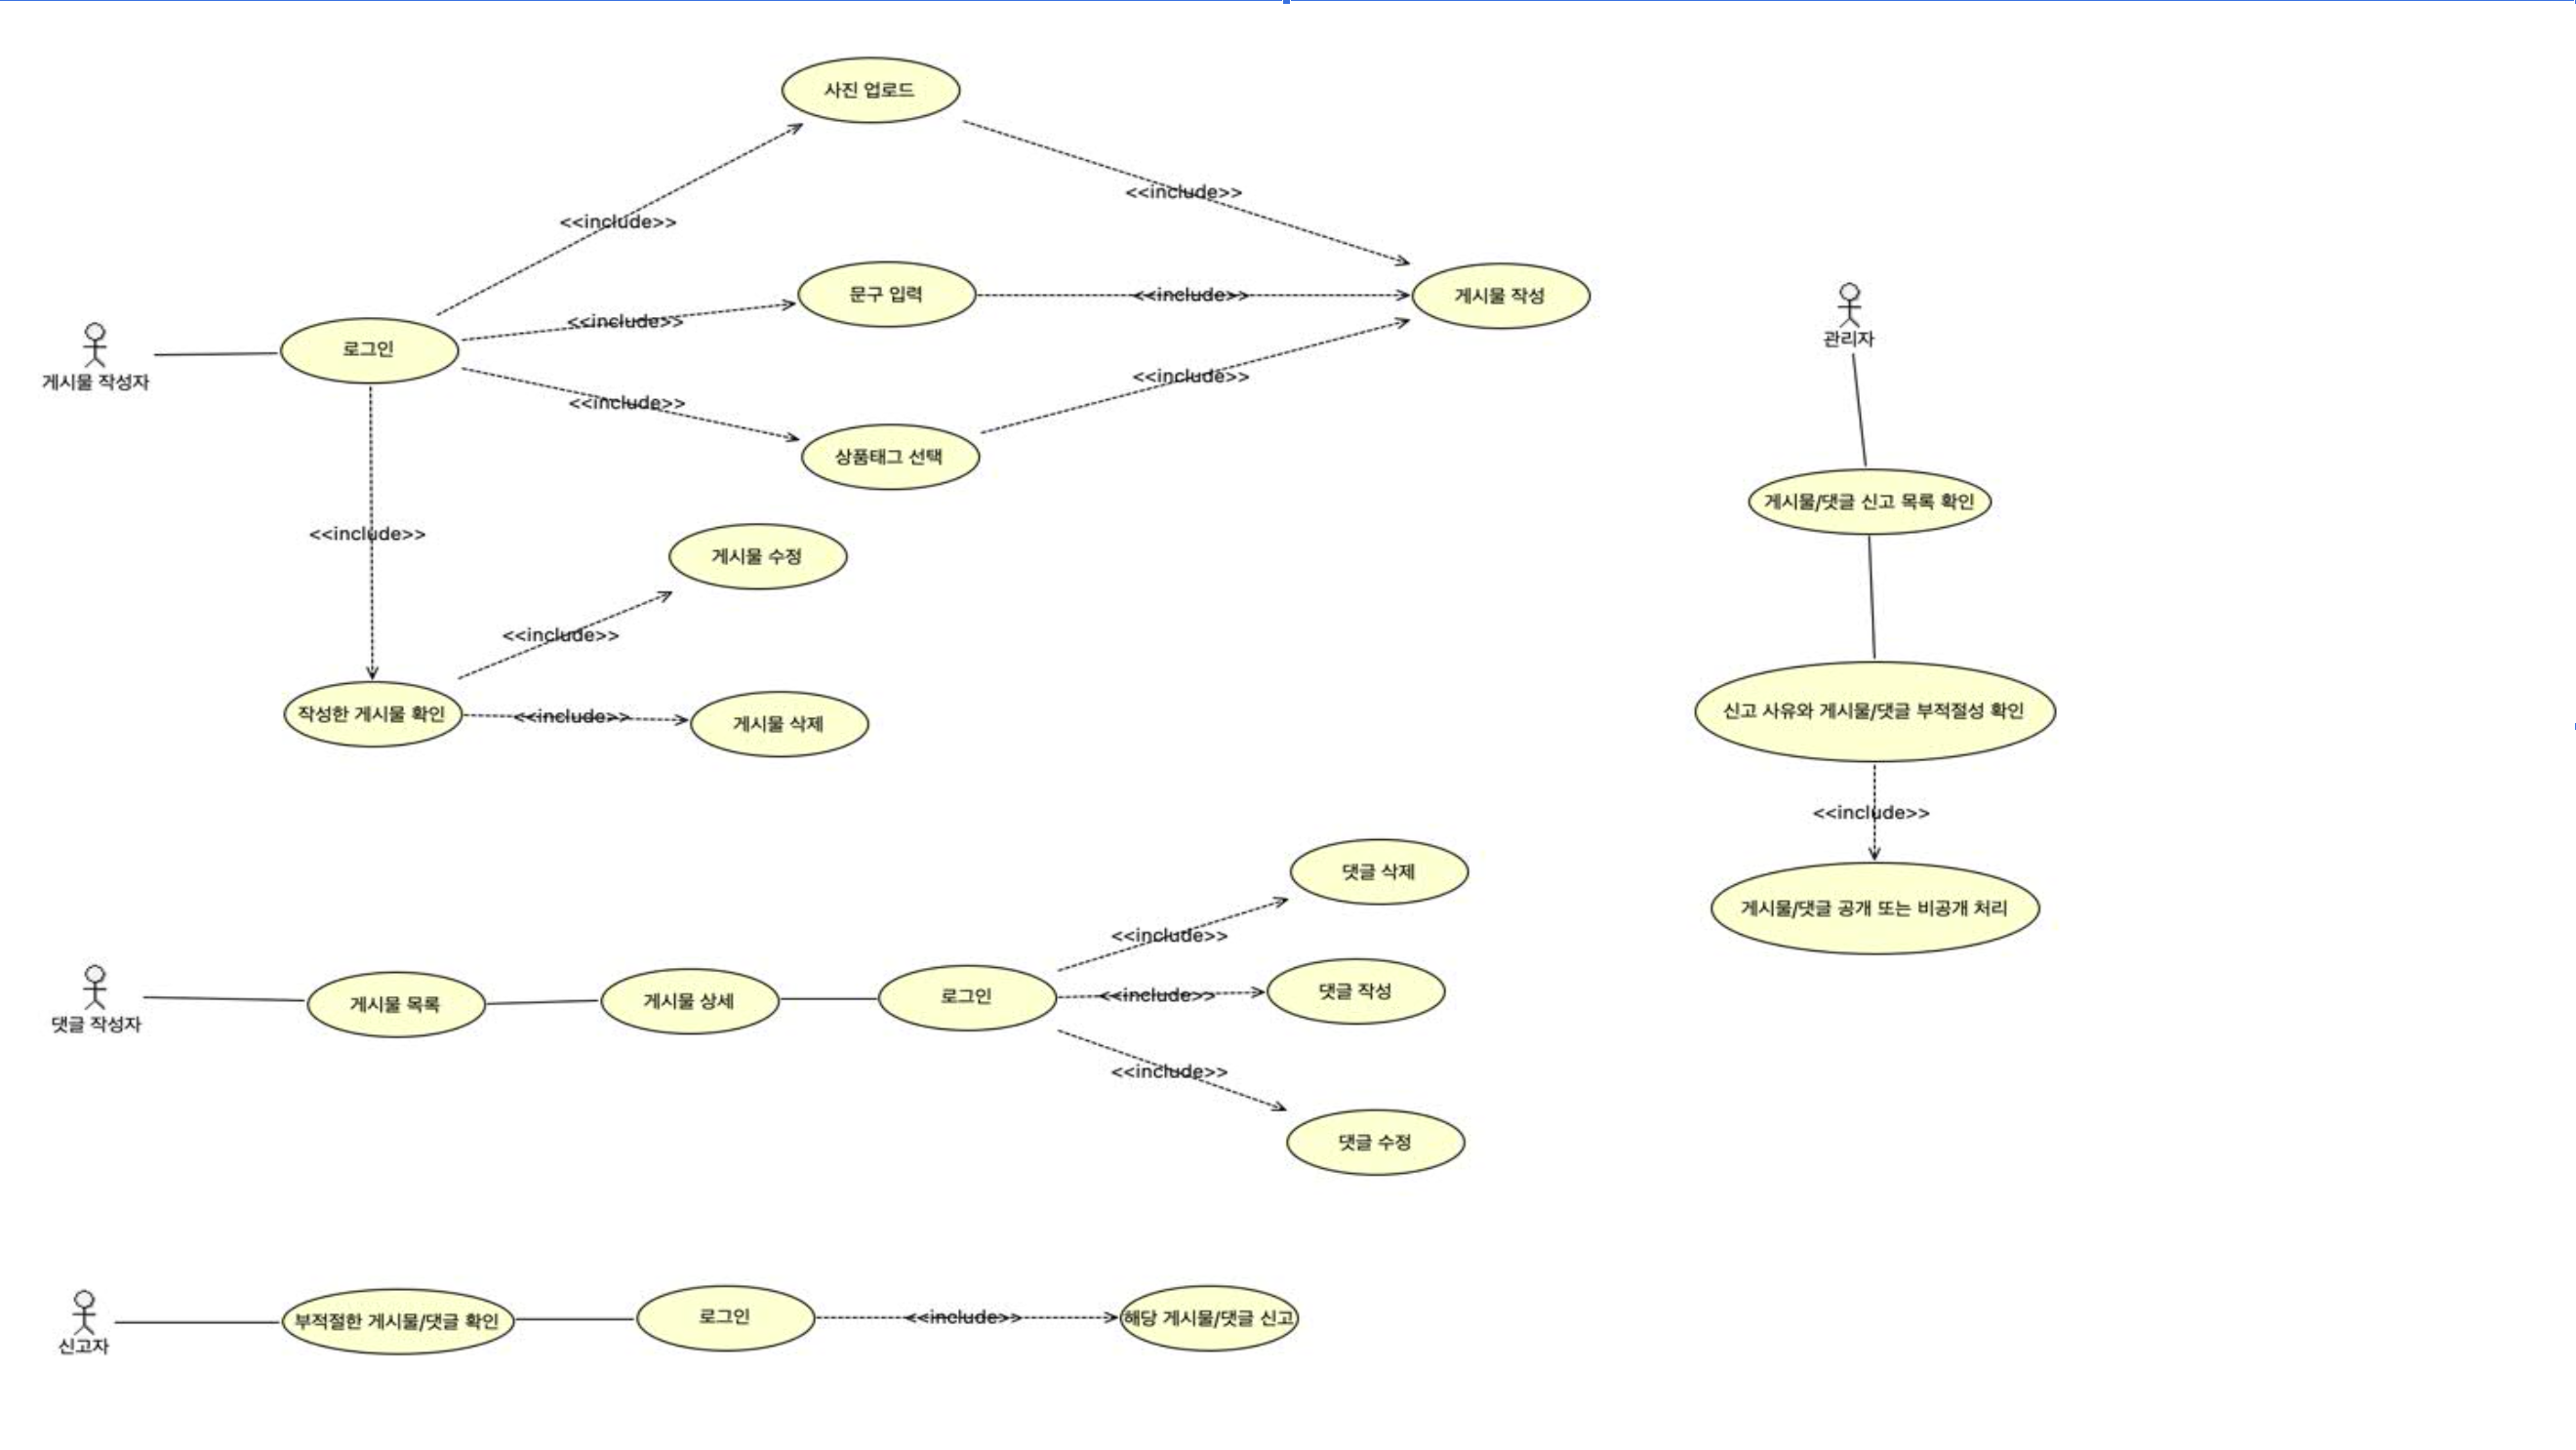 사진 업로드
<<include>>
<<include>>
문구 입력
<<include>>
<<include>>
게시물 작성
로그인
게시물 작성자
<<include>>
<<include>>
상품태그 선택
<<include>>
게시물 수정
<<include>>
작성한 게시물 확인
<<include>>
게시물 삭제
관리자
게시물/댓글 신고 목록 확인
신고 사유와 게시물/댓글 부적절성 확인
<<include>>
게시물/댓글 공개 또는 비공개 처리
댓글 작성자
게시물 목록
게시물 상세
로그인
<<include>>
댓글 삭제
<<include>>
댓글 작성
<<include>>
댓글 수정
신고자
부적절한 게시물/댓글 확인
로그인
<<include>>
해당 게시물/댓글 신고